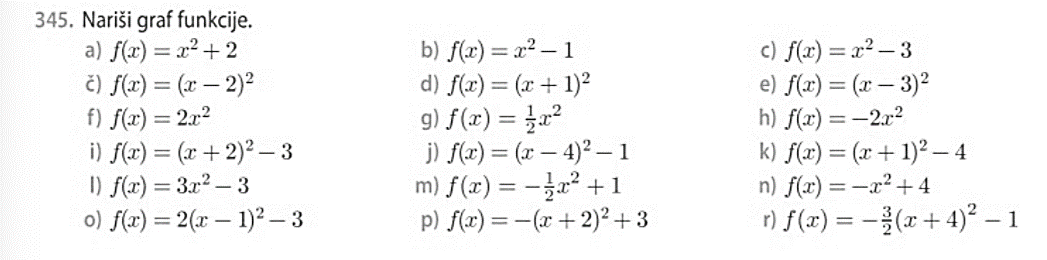 345. Nariši graf funkcije.
a) f(x) = x² + 2 b) f(x) = x² – 1 c) f(x) = x² – 3
č) f(x) = (x – 2)² d) f(x) = (x + 1)² e) f(x) = (x – 3)²
f) f(x) = 2x² g) f(x) = ½x² h) f(x) = –2x²
i) f(x) = (x + 2)² – 3 j) f(x) = (x – 4)² – 1 k) f(x) = (x + 1)² – 4
l) f(x) = 3x² – 3 m) f(x) = –½x² + 1 n) f(x) = –x² + 4
o) f(x) = 2(x – 1)² – 3 p) f(x) = –(x + 2)² + 3 r) f(x) = –3/2(x + 4)² – 1